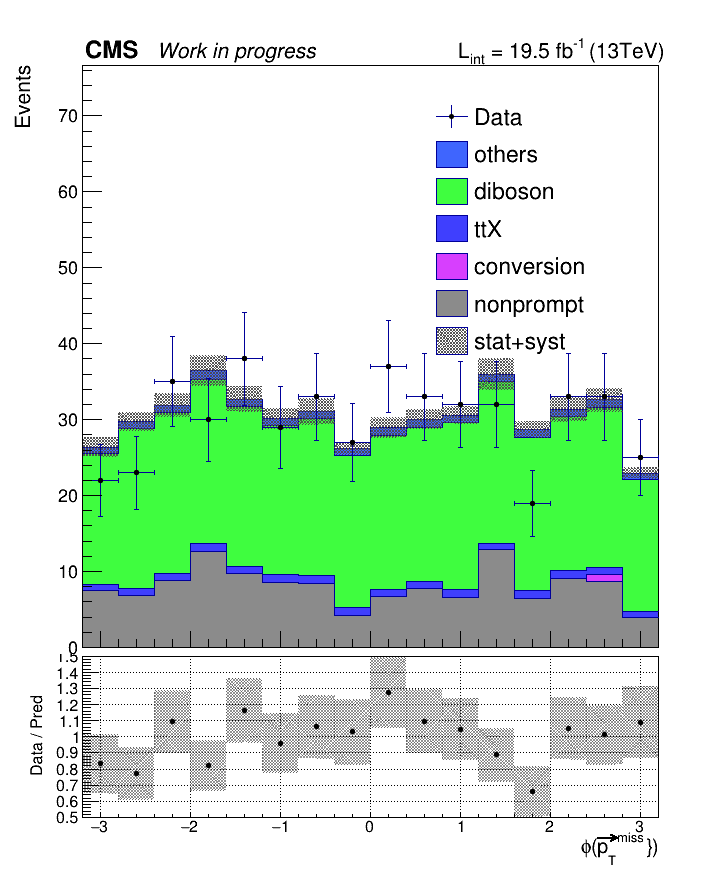 CMS Work in progress L_int = 19.5 fb^-1 (13TeV)
Events
70
60
50
40
30
20
10
0
Data
others
diboson
ttX
conversion
nonprompt
stat+syst
Data / Pred
1.5
1.4
1.3
1.2
1.1
1
0.9
0.8
0.7
0.6
0.5
−3 −2 −1 0 1 2 3
ϕ(p_T^miss })